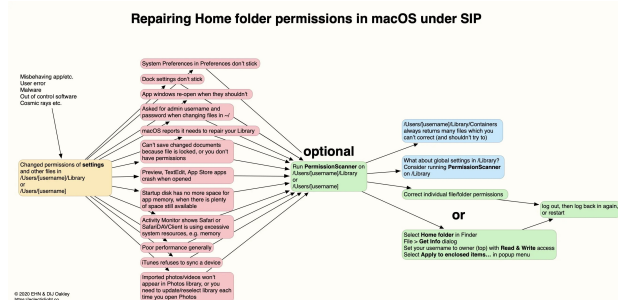 Repairing Home folder permissions in macOS under SIP
Misbehaving app/etc.
User error
Malware
Out of control software
Cosmic rays etc.
Changed permissions of settings
and other files in
/Users/[username]/Library
or
/Users/[username]
System Preferences in Preferences don't stick
Dock settings don't stick
App windows re-open when they shouldn't
Asked for admin username and
password when changing files in ~/
macOS reports it needs to repair your Library
Can't save changed documents
because file is locked, or you don't
have permissions
Preview, TextEdit, App Store apps
crash when opened
Startup disk has no more space for
app memory, when there is plenty
of space still available
Activity Monitor shows Safari or
SafariDAVClient is using excessive
system resources, e.g. memory
Poor performance generally
iTunes refuses to sync a device
Imported photos/videos won't
appear in Photos library, or you
need to update/reselect library each
time you open Photos
optional
Run PermissionScanner on
/Users/[username]/Library
or
/Users/[username]
/Users/[username]/Library/Containers
always returns many files which you
can't correct (and shouldn't try to)
What about global settings in /Library?
Consider running PermissionScanner
on /Library
Correct individual file/folder permissions
or
Select Home folder in Finder
File > Get Info dialog
Set your username to owner (top) with Read & Write access
Select Apply to enclosed items… in popup menu
log out, then log back in again,
or restart
© 2020 EHN & DIJ Oakley